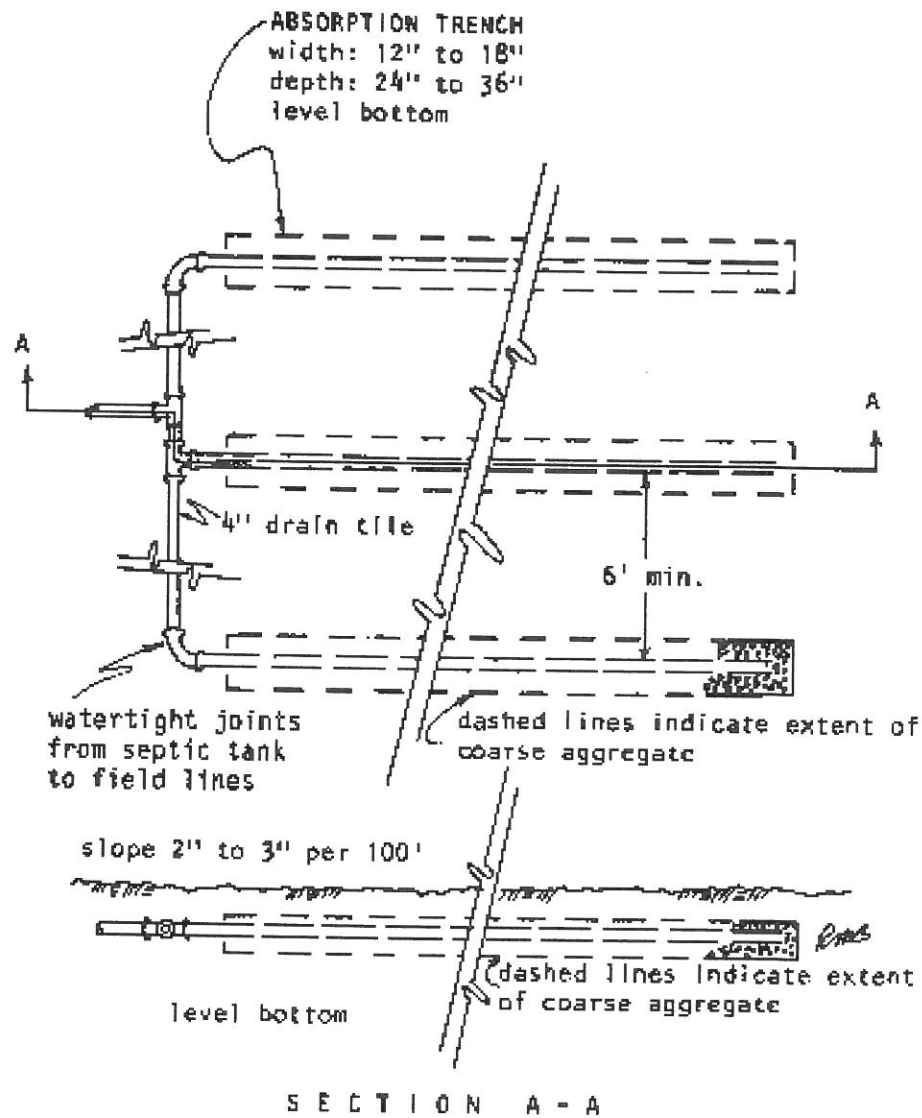 ABSORPTION TRENCH
width: 12" to 18"
depth: 24" to 36"
level bottom
A
A
4" drain tile
6' min.
watertight joints
from septic tank
to field lines
dashed lines indicate extent of
coarse aggregate
slope 2" to 3" per 100'
dashed lines indicate extent
of coarse aggregate
level bottom
SECTION A-A